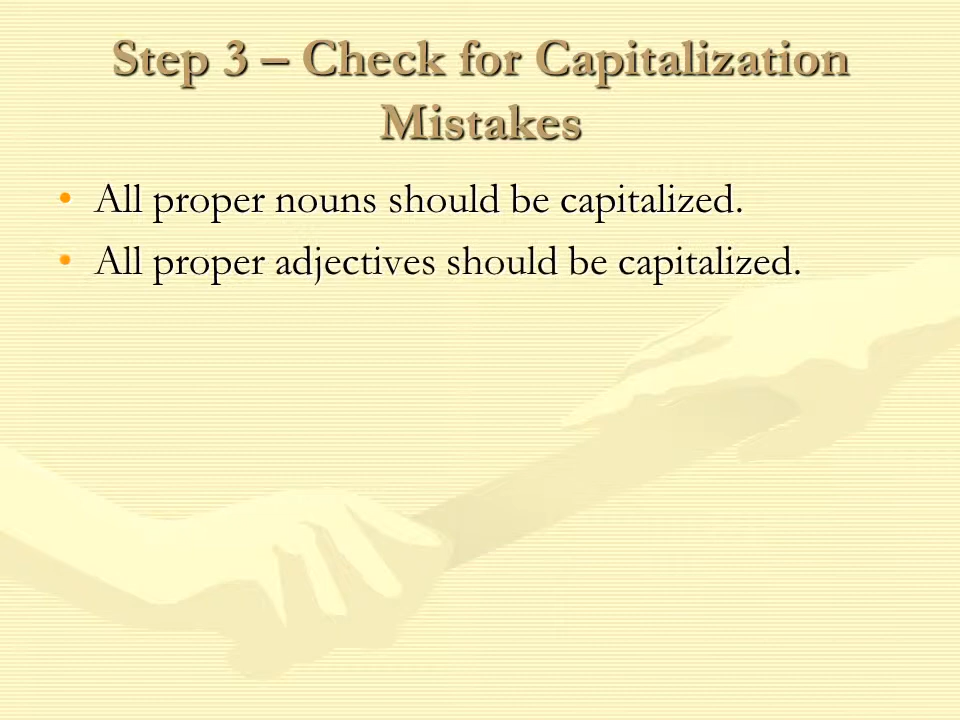 Step 3 – Check for Capitalization
Mistakes
• All proper nouns should be capitalized.
• All proper adjectives should be capitalized.